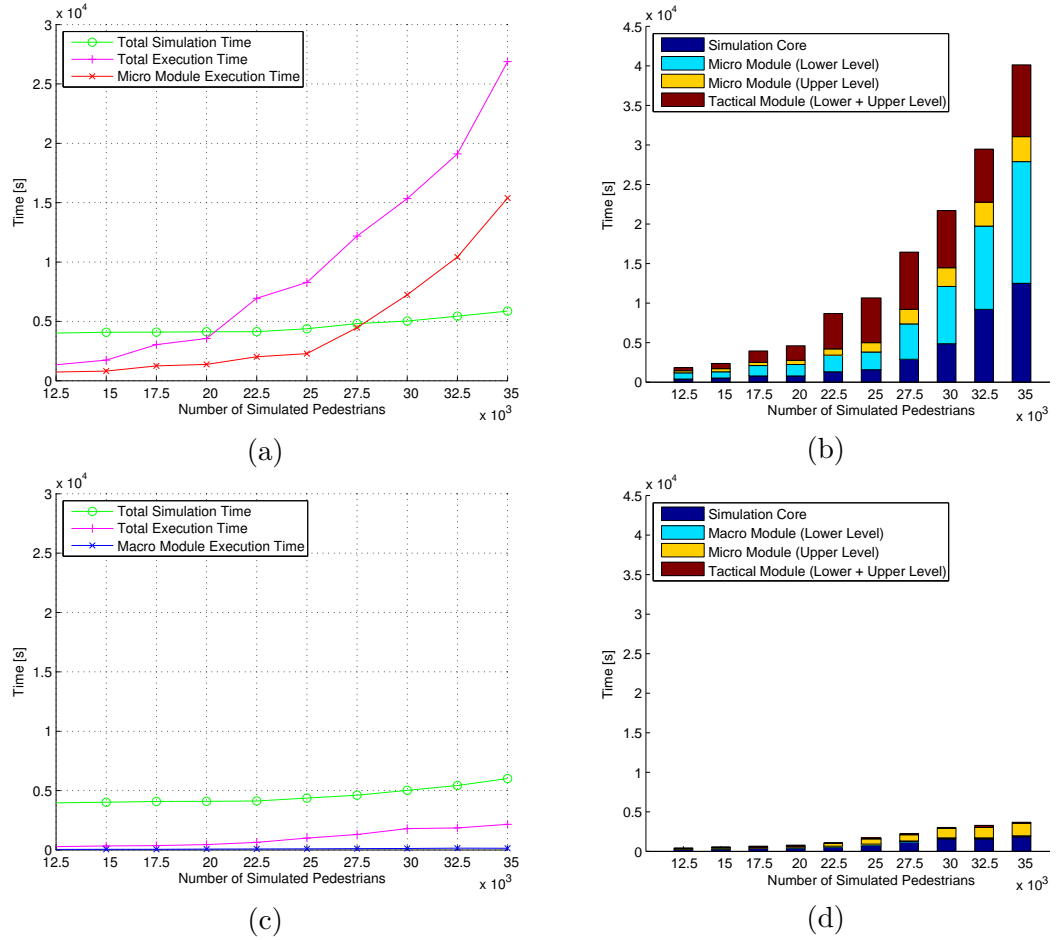 x 10^4
3
2.5
2
1.5
1
0.5
0
Time [s]
Total Simulation Time
Total Execution Time
Micro Module Execution Time
12.5 15 17.5 20 22.5 25 27.5 30 32.5 35
Number of Simulated Pedestrians
x 10^3
(a)
x 10^4
4.5
4
3.5
3
2.5
2
1.5
1
0.5
0
Time [s]
Simulation Core
Micro Module (Lower Level)
Micro Module (Upper Level)
Tactical Module (Lower + Upper Level)
12.5 15 17.5 20 22.5 25 27.5 30 32.5 35
Number of Simulated Pedestrians
x 10^3
(b)
x 10^4
3
2.5
2
1.5
1
0.5
0
Time [s]
Total Simulation Time
Total Execution Time
Macro Module Execution Time
12.5 15 17.5 20 22.5 25 27.5 30 32.5 35
Number of Simulated Pedestrians
x 10^3
(c)
x 10^4
4.5
4
3.5
3
2.5
2
1.5
1
0.5
0
Time [s]
Simulation Core
Macro Module (Lower Level)
Micro Module (Upper Level)
Tactical Module (Lower + Upper Level)
12.5 15 17.5 20 22.5 25 27.5 30 32.5 35
Number of Simulated Pedestrians
x 10^3
(d)